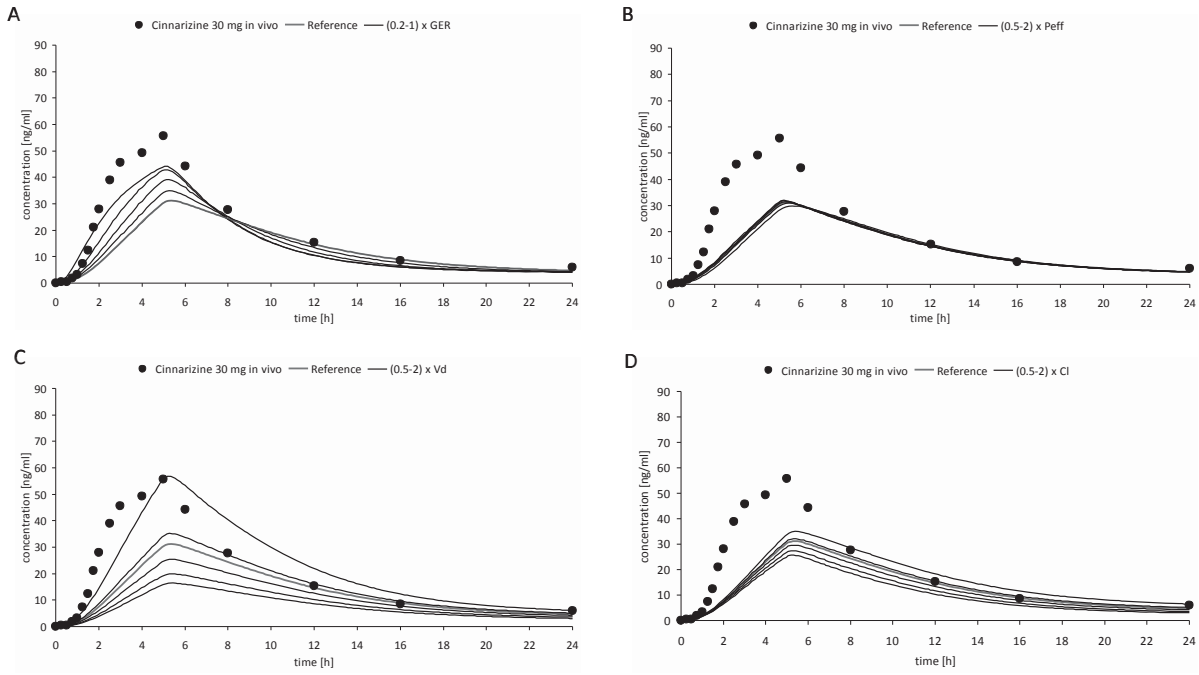 A
Cinnarizine 30 mg in vivo Reference (0.2-1) x GER
90
80
70
60
50
40
30
20
10
0
concentration [ng/ml]
0 2 4 6 8 10 12 14 16 18 20 22 24
time [h]
B
Cinnarizine 30 mg in vivo Reference (0.5-2) x Peff
90
80
70
60
50
40
30
20
10
0
concentration [ng/ml]
0 2 4 6 8 10 12 14 16 18 20 22 24
time [h]
C
Cinnarizine 30 mg in vivo Reference (0.5-2) x Vd
90
80
70
60
50
40
30
20
10
0
concentration [ng/ml]
0 2 4 6 8 10 12 14 16 18 20 22 24
time [h]
D
Cinnarizine 30 mg in vivo Reference (0.5-2) x Cl
90
80
70
60
50
40
30
20
10
0
concentration [ng/ml]
0 2 4 6 8 10 12 14 16 18 20 22 24
time [h]